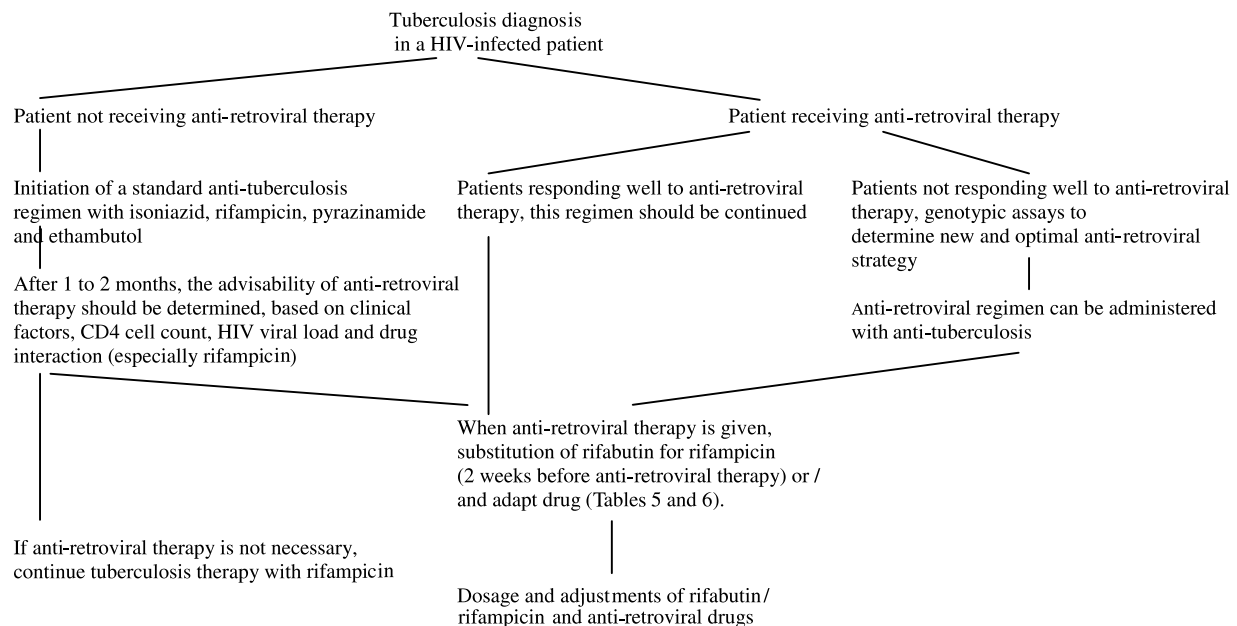 Tuberculosis diagnosis
in a HIV-infected patient
Patient not receiving anti-retroviral therapy
Patient receiving anti-retroviral therapy
Initiation of a standard anti-tuberculosis
regimen with isoniazid, rifampicin, pyrazinamide
and ethambutol
Patients responding well to anti-retroviral
therapy, this regimen should be continued
Patients not responding well to anti-retroviral
therapy, genotypic assays to
determine new and optimal anti-retroviral
strategy
After 1 to 2 months, the advisability of anti-retroviral
therapy should be determined, based on clinical
factors, CD4 cell count, HIV viral load and drug
interaction (especially rifampicin)
Anti-retroviral regimen can be administered
with anti-tuberculosis
When anti-retroviral therapy is given,
substitution of rifabutin for rifampicin
(2 weeks before anti-retroviral therapy) or /
and adapt drug (Tables 5 and 6).
If anti-retroviral therapy is not necessary,
continue tuberculosis therapy with rifampicin
Dosage and adjustments of rifabutin/
rifampicin and anti-retroviral drugs